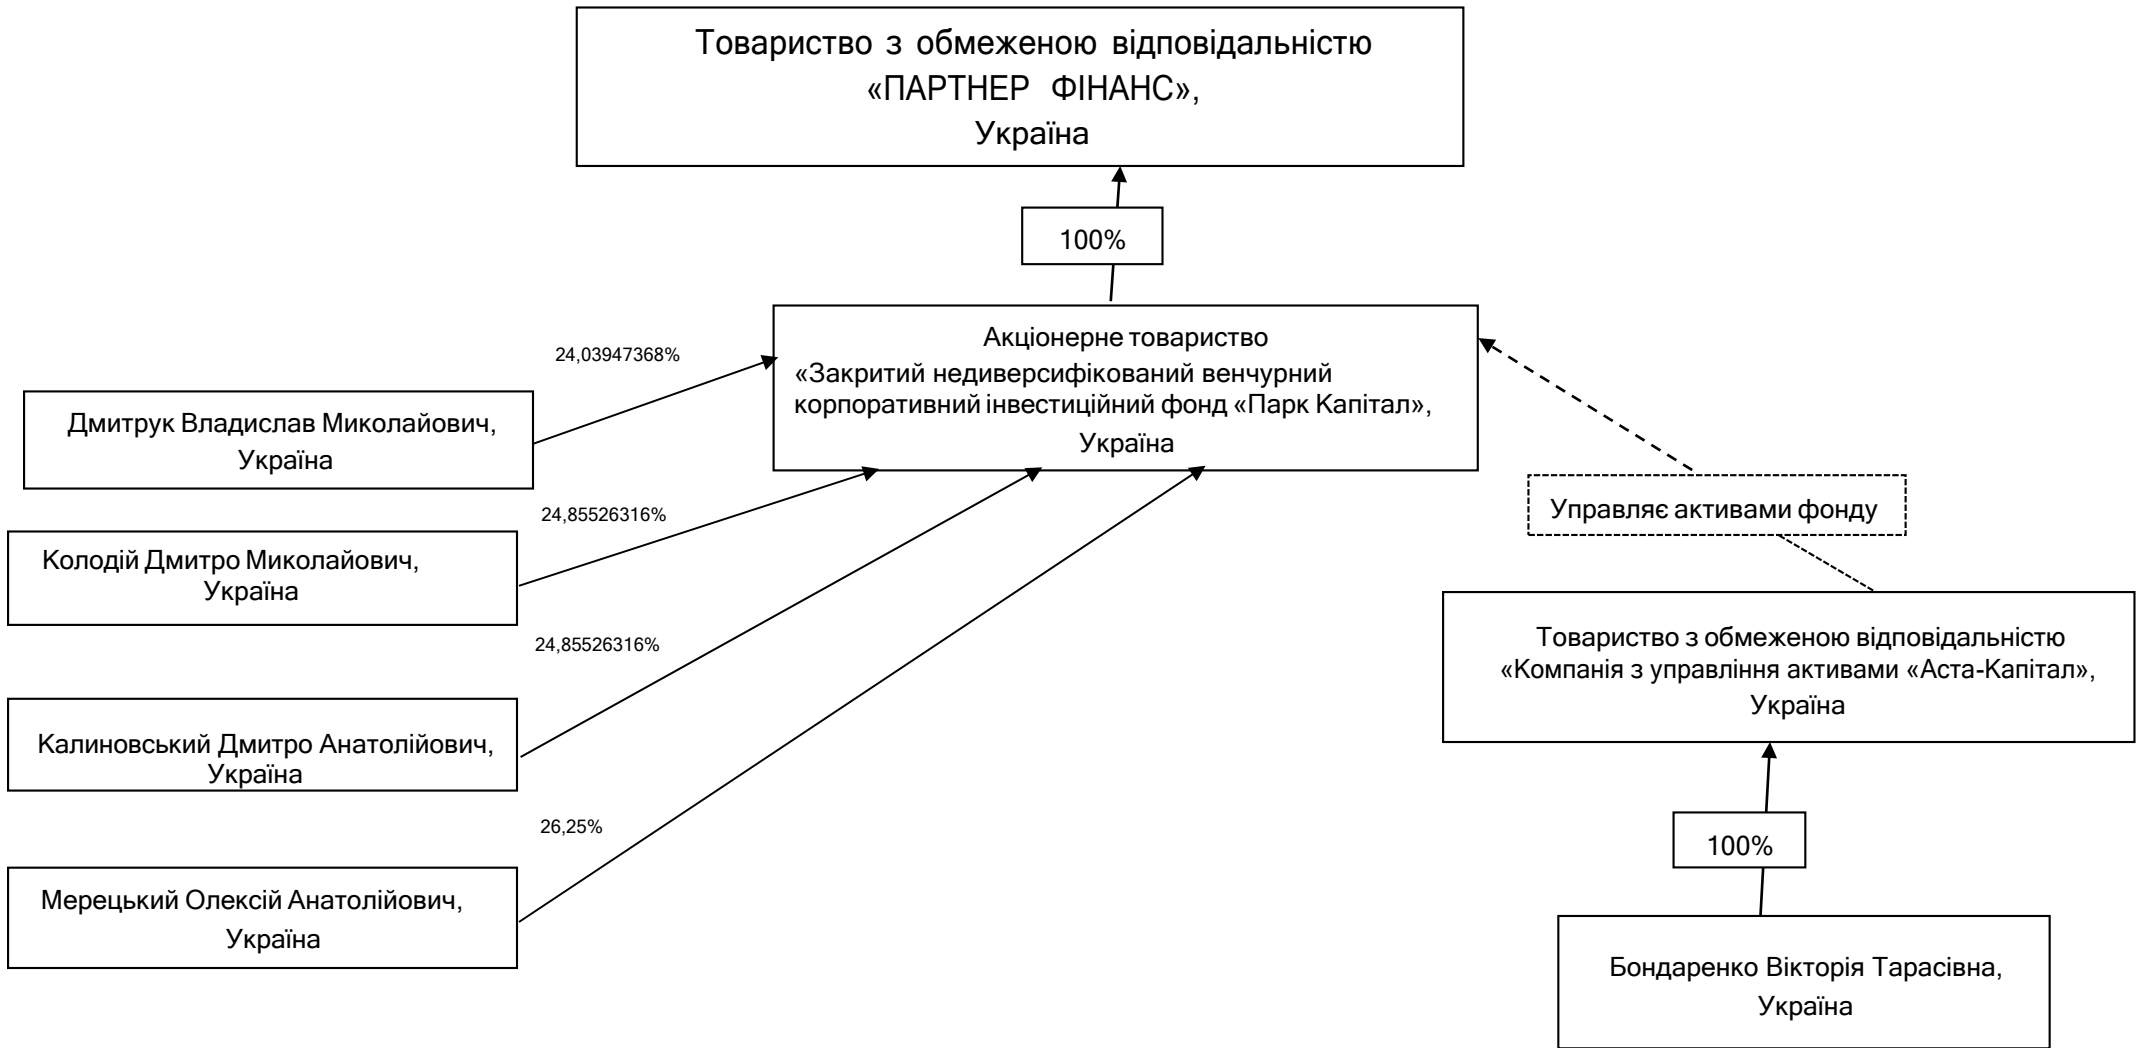 Товариство з обмеженою відповідальністю
«ПАРТНЕР ФІНАНС»,
Україна
100%
Акціонерне товариство
«Закритий недиверсифікований венчурний
корпоративний інвестиційний фонд «Парк Капітал»,
Україна
24,03947368%
Дмитрук Владислав Миколайович,
Україна
24,85526316%
Колодій Дмитро Миколайович,
Україна
24,85526316%
Калиновський Дмитро Анатолійович,
Україна
26,25%
Мерецький Олексій Анатолійович,
Україна
Управляє активами фонду
Товариство з обмеженою відповідальністю
«Компанія з управління активами «Аста-Капітал»,
Україна
100%
Бондаренко Вікторія Тарасівна,
Україна